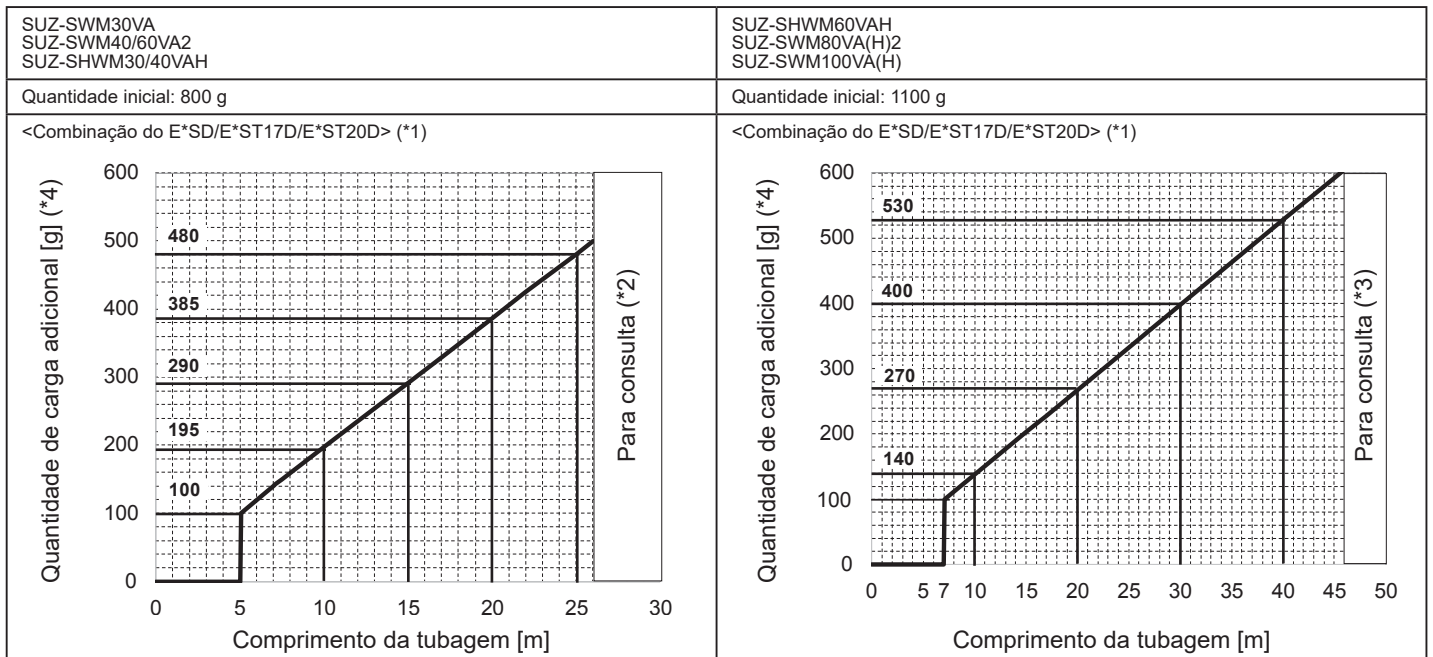 SUZ-SWM30VA
SUZ-SWM40/60VA2
SUZ-SHWM30/40VAH
Quantidade inicial: 800 g
<Combinação do E*SD/E*ST17D/E*ST20D> (*1)
Quantidade de carga adicional [g] (*4)
600
500
400
300
200
100
0
480
385
290
195
100
0
5
10
15
20
25
30
Comprimento da tubagem [m]
Para consulta (*2)
SUZ-SHWM60VAH
SUZ-SWM80VA(H)2
SUZ-SWM100VA(H)
Quantidade inicial: 1100 g
<Combinação do E*SD/E*ST17D/E*ST20D> (*1)
Quantidade de carga adicional [g] (*4)
600
500
400
300
200
100
0
530
400
270
140
0
5
7
10
15
20
25
30
35
40
45
50
Comprimento da tubagem [m]
Para consulta (*3)